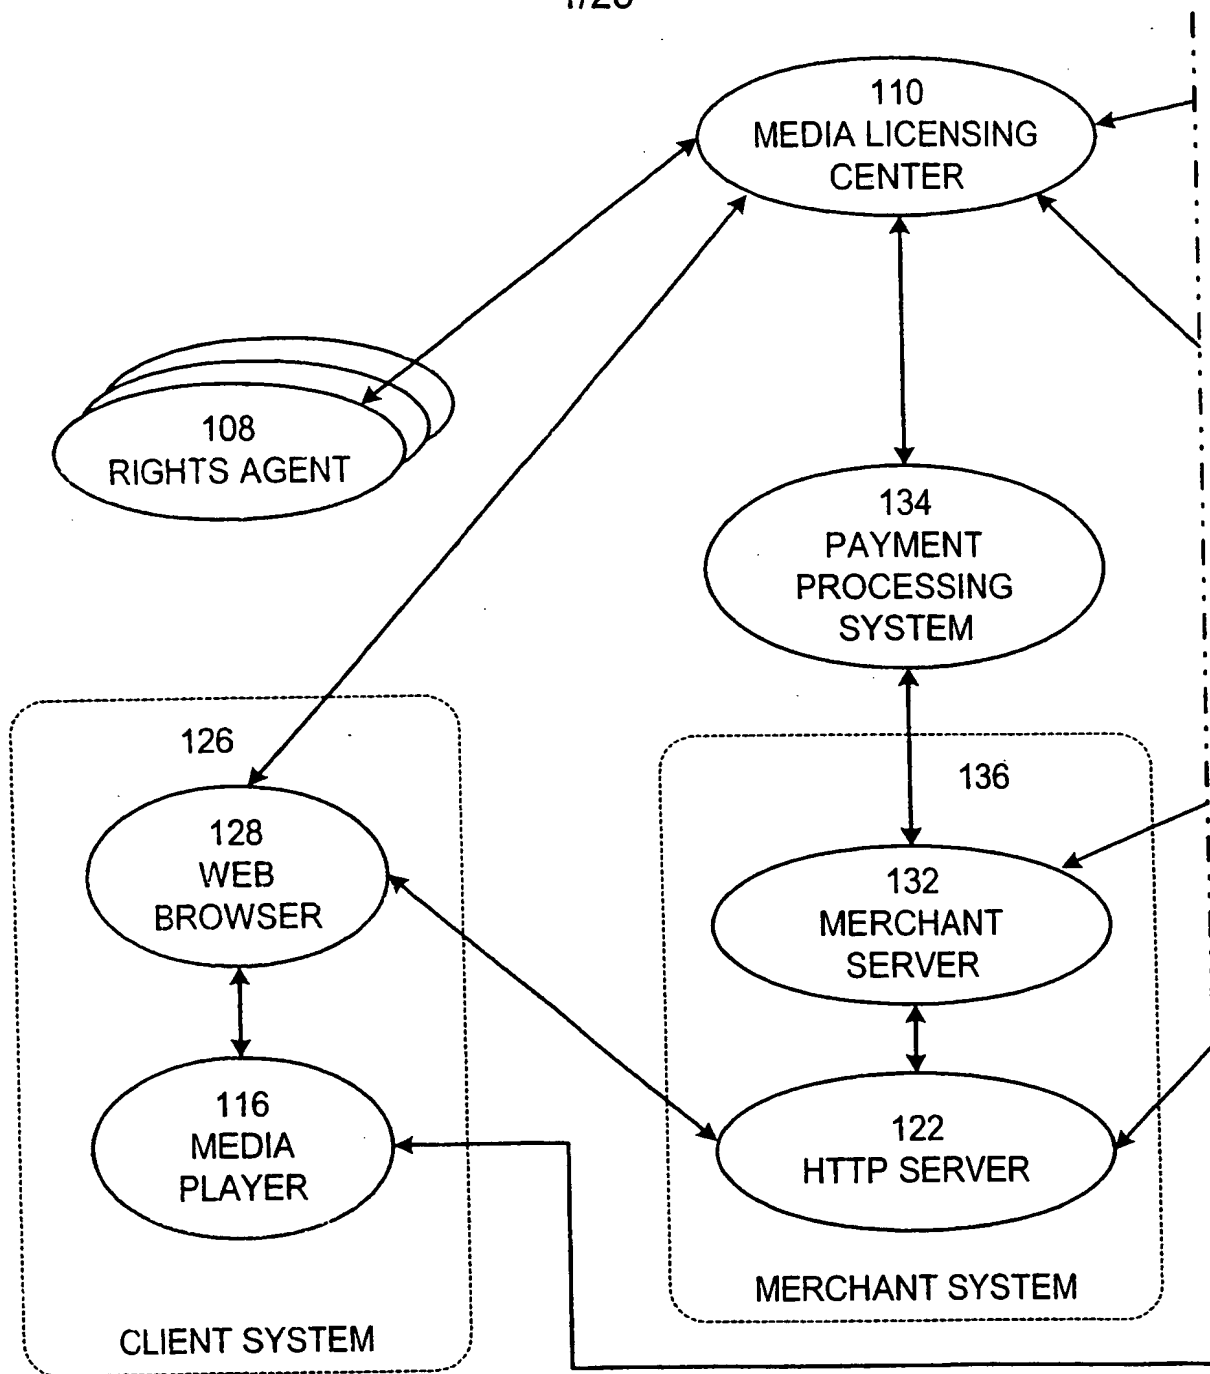 110
MEDIA LICENSING
CENTER
108
RIGHTS AGENT
134
PAYMENT
PROCESSING
SYSTEM
126
136
128
WEB
BROWSER
132
MERCHANT
SERVER
116
MEDIA
PLAYER
122
HTTP SERVER
MERCHANT SYSTEM
CLIENT SYSTEM